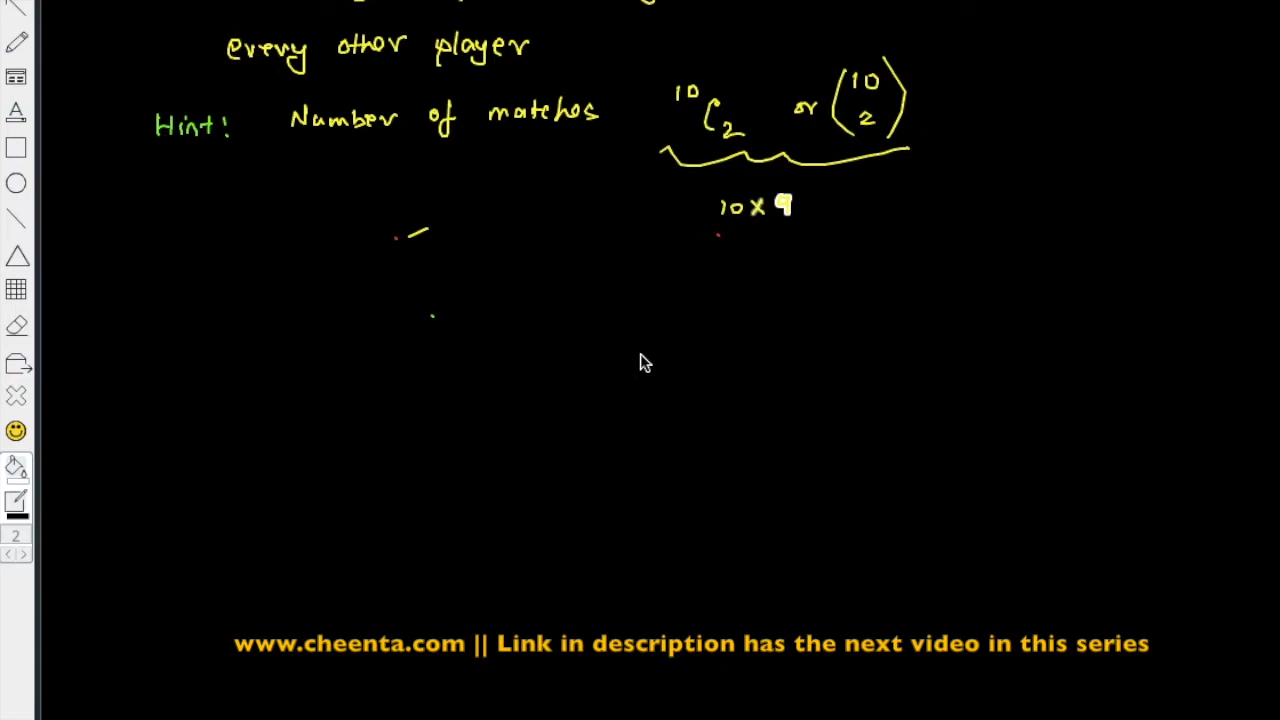 every other player
Hint! Number of matches ¹⁰C₂ or (10 2)
10 x 9
2
www.cheenta.com || Link in description has the next video in this series